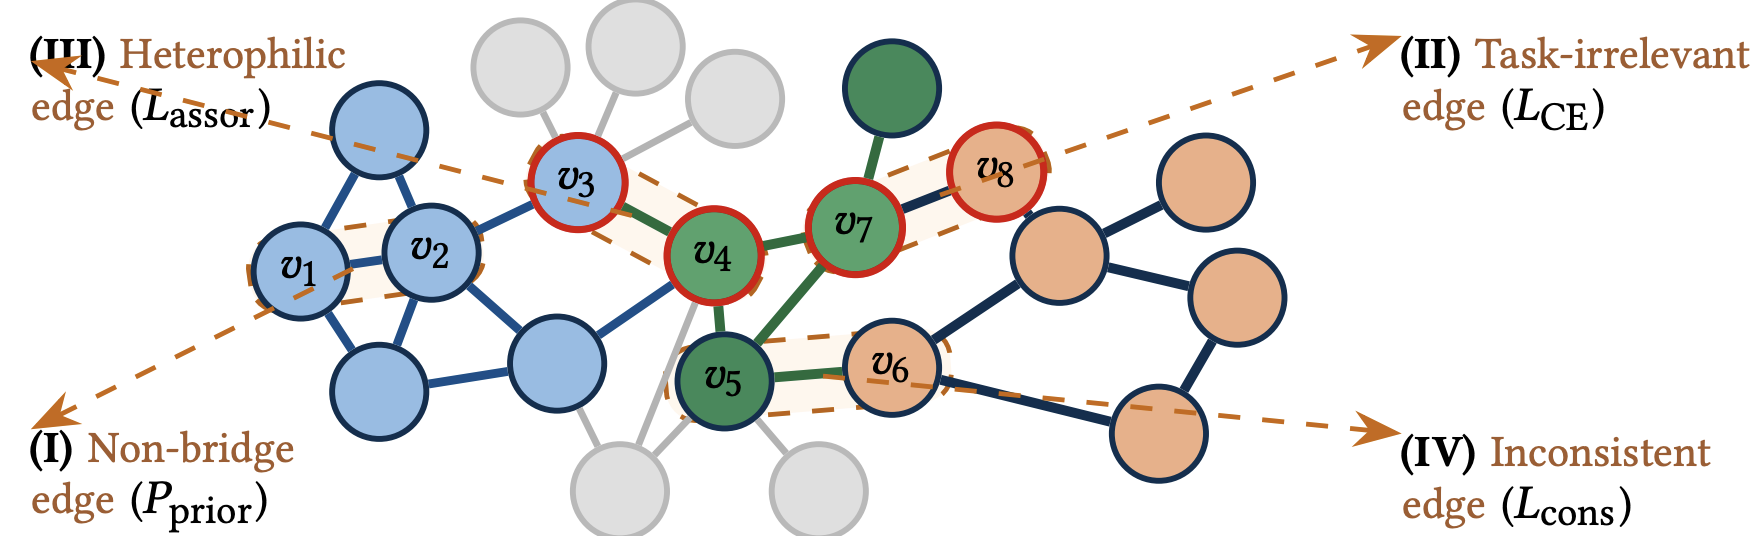 (III) Heterophilic
edge (Lassor)
(II) Task-irrelevant
edge (LCE)
v3
v8
v7
v4
v2
v1
v6
v5
(I) Non-bridge
edge (Pprior)
(IV) Inconsistent
edge (Lcons)